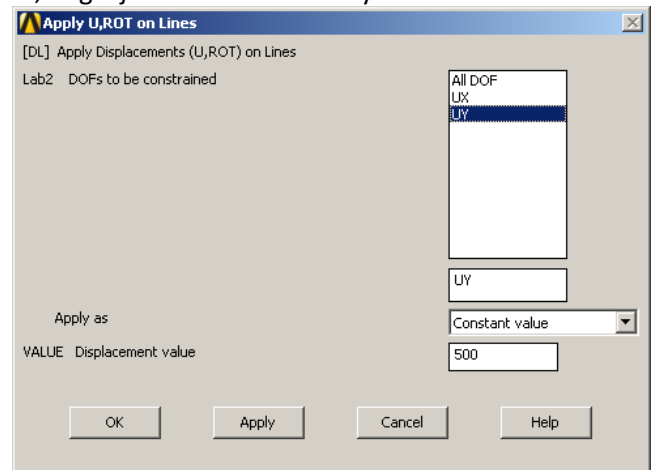 Apply U,ROT on Lines
[DL] Apply Displacements (U,ROT) on Lines
Lab2 DOFs to be constrained
All DOF
UX
UY
UY
Apply as
Constant value
VALUE Displacement value
500
OK Apply Cancel Help